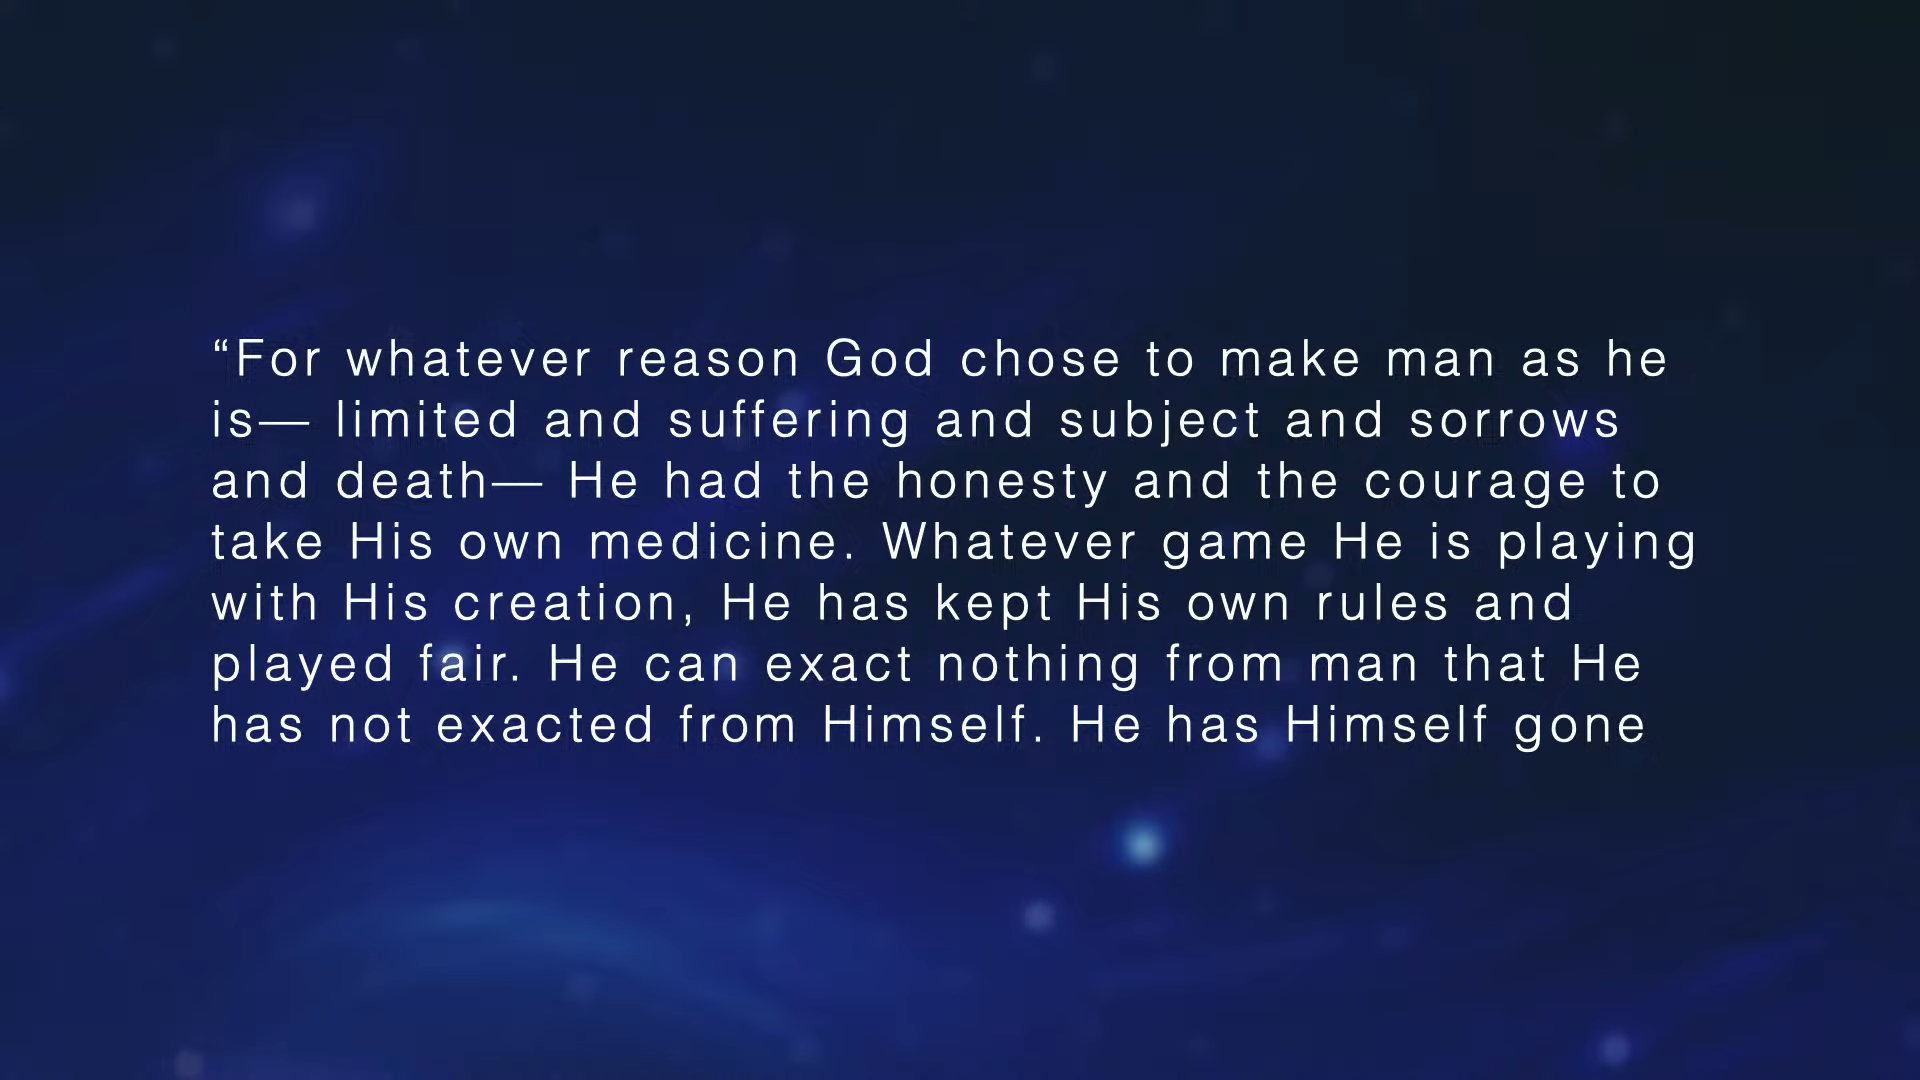 “For whatever reason God chose to make man as he
is— limited and suffering and subject and sorrows
and death— He had the honesty and the courage to
take His own medicine. Whatever game He is playing
with His creation, He has kept His own rules and
played fair. He can exact nothing from man that He
has not exacted from Himself. He has Himself gone